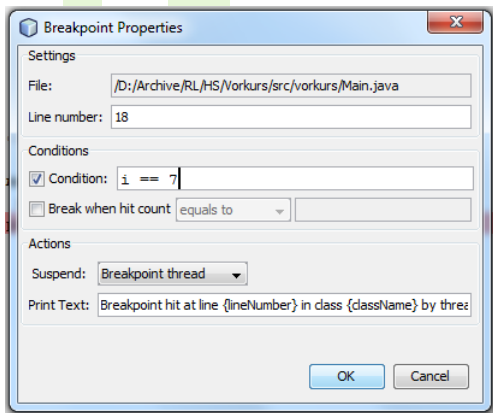 Breakpoint Properties
Settings
File: /D:/Archive/RL/HS/Vorkurs/src/vorkurs/Main.java
Line number: 18
Conditions
Condition: i == 7
Break when hit count equals to
Actions
Suspend: Breakpoint thread
Print Text: Breakpoint hit at line {lineNumber} in class {className} by threa
OK Cancel